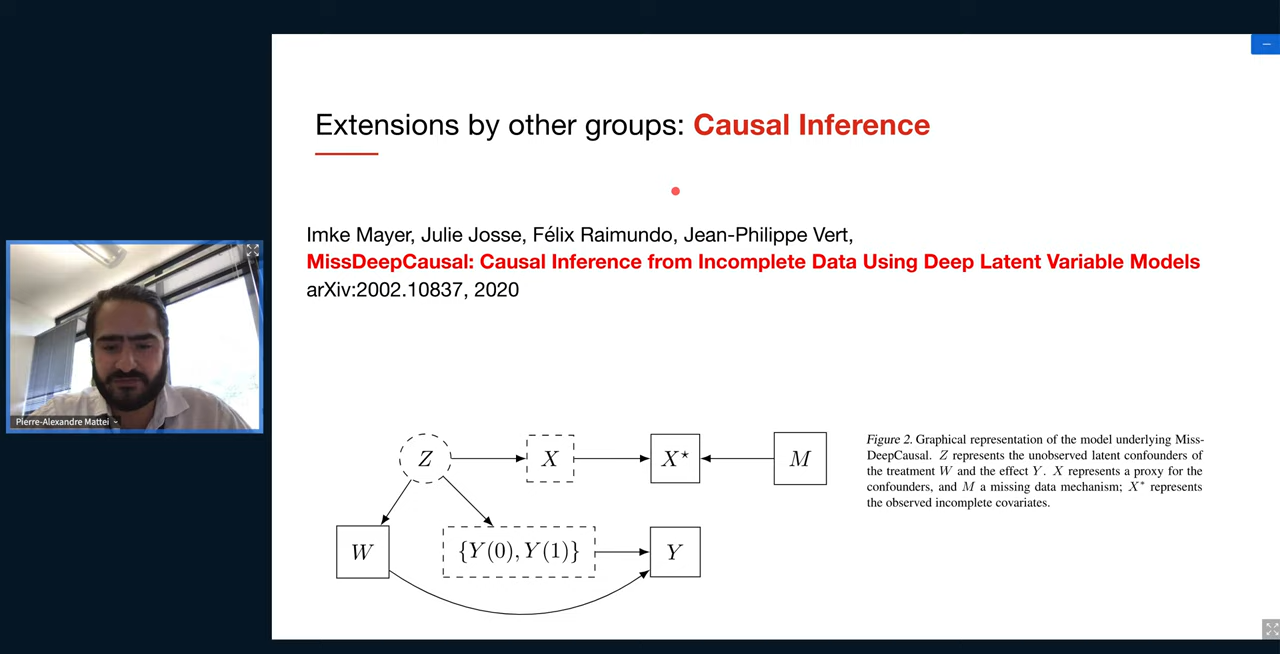 Extensions by other groups: Causal Inference
Imke Mayer, Julie Josse, Félix Raimundo, Jean-Philippe Vert,
MissDeepCausal: Causal Inference from Incomplete Data Using Deep Latent Variable Models
arXiv:2002.10837, 2020
Pierre-Alexandre Mattei
Z
X
X*
M
W
{Y(0), Y(1)}
Y
Figure 2. Graphical representation of the model underlying Miss-
DeepCausal. Z represents the unobserved latent confounders of
the treatment W and the effect Y. X represents a proxy for the
confounders, and M a missing data mechanism; X* represents
the observed incomplete covariates.